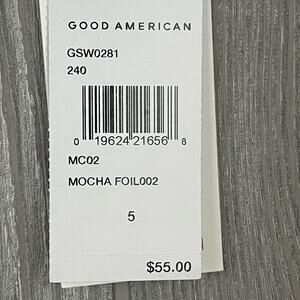 GOOD AMERICAN
GSW0281
240
0 19624 21656 8
MC02
MOCHA FOIL002
5
$55.00